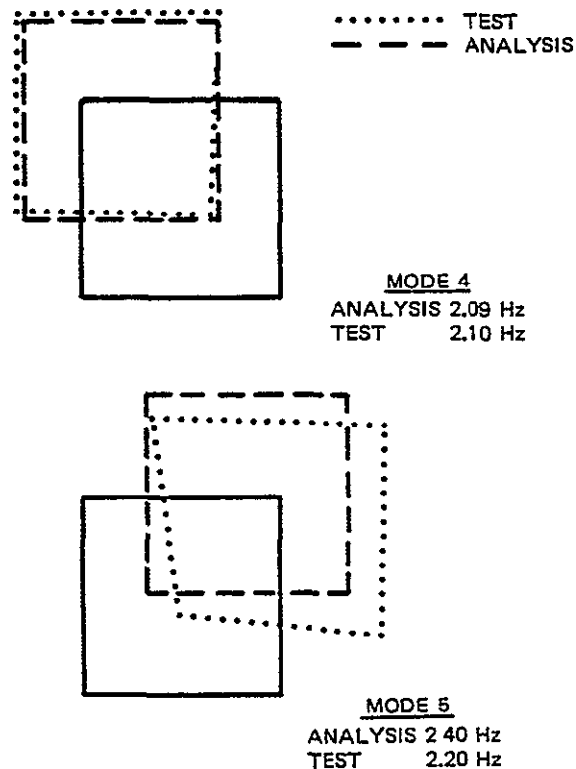 TEST
ANALYSIS
MODE 4
ANALYSIS 2.09 Hz
TEST 2.10 Hz
MODE 5
ANALYSIS 2 40 Hz
TEST 2.20 Hz